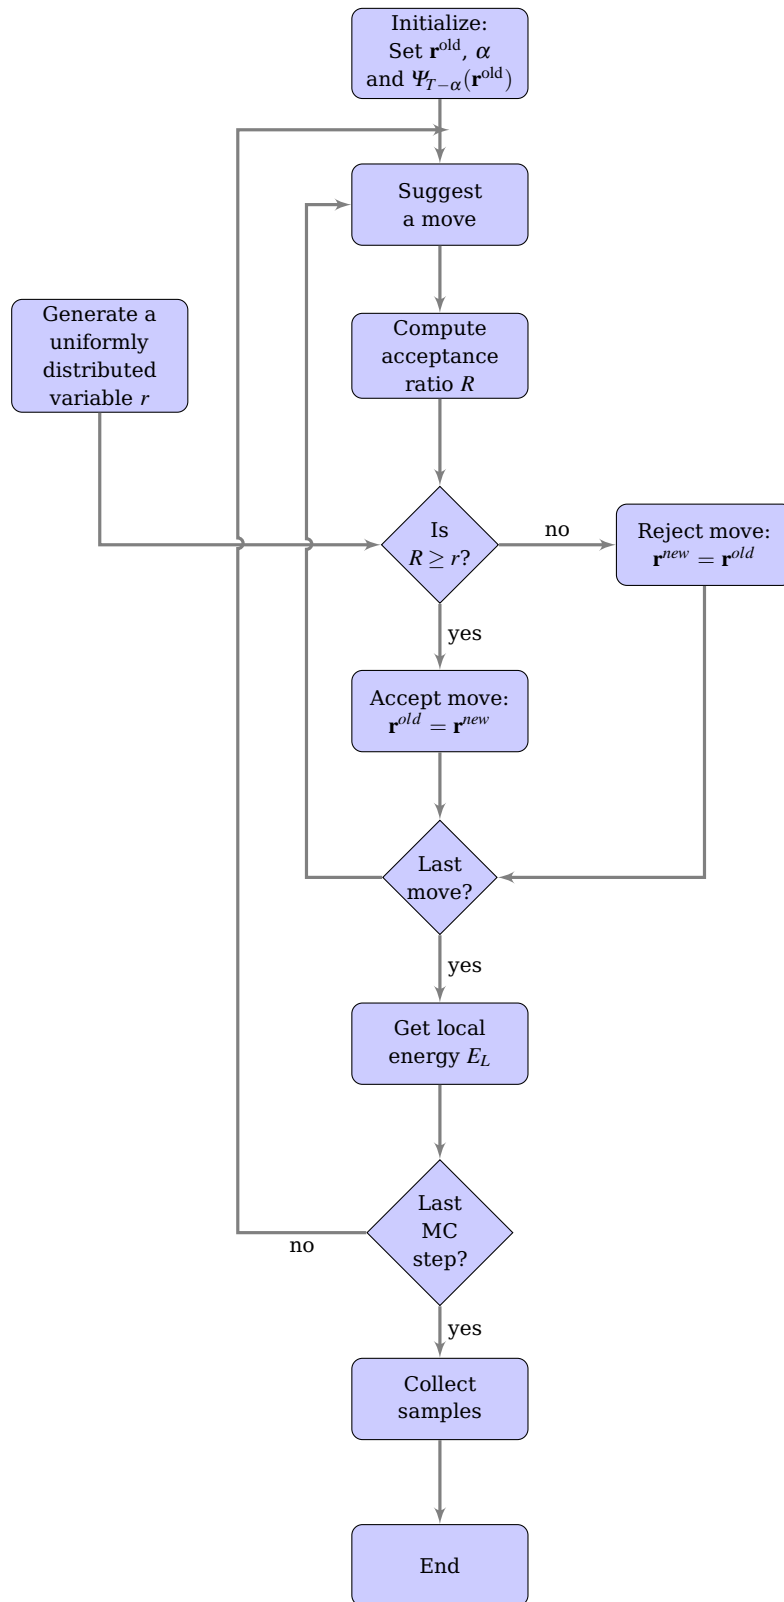 Initialize:
Set 𝐫^old, α
and Ψ_{T−α}(𝐫^old)
Suggest
a move
Generate a
uniformly
distributed
variable r
Compute
acceptance
ratio R
Is
R ≥ r?
no
Reject move:
𝐫^new = 𝐫^old
yes
Accept move:
𝐫^old = 𝐫^new
Last
move?
yes
Get local
energy E_L
Last
MC
step?
no
yes
Collect
samples
End